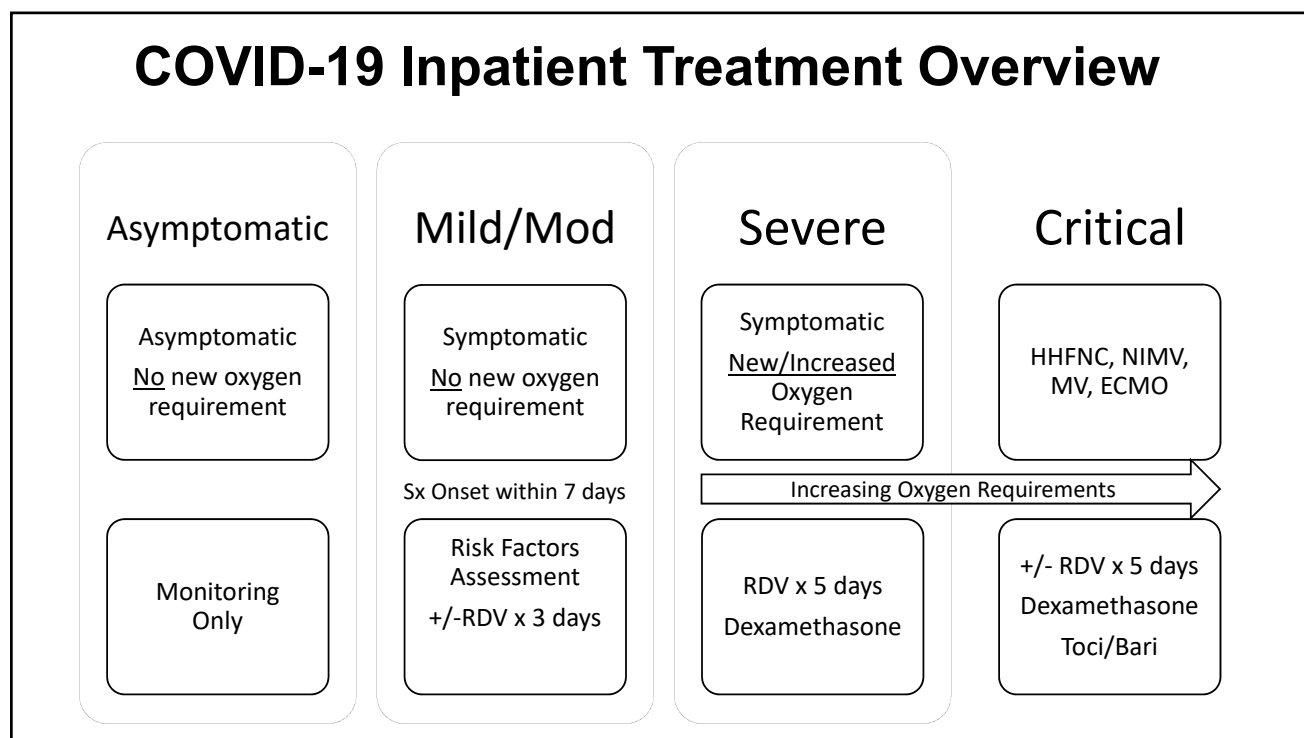 COVID-19 Inpatient Treatment Overview
Asymptomatic
Asymptomatic
No new oxygen
requirement
Monitoring
Only
Mild/Mod
Symptomatic
No new oxygen
requirement
Sx Onset within 7 days
Risk Factors
Assessment
+/-RDV x 3 days
Severe
Symptomatic
New/Increased
Oxygen
Requirement
Increasing Oxygen Requirements
RDV x 5 days
Dexamethasone
Critical
HHFNC, NIMV,
MV, ECMO
+/- RDV x 5 days
Dexamethasone
Toci/Bari